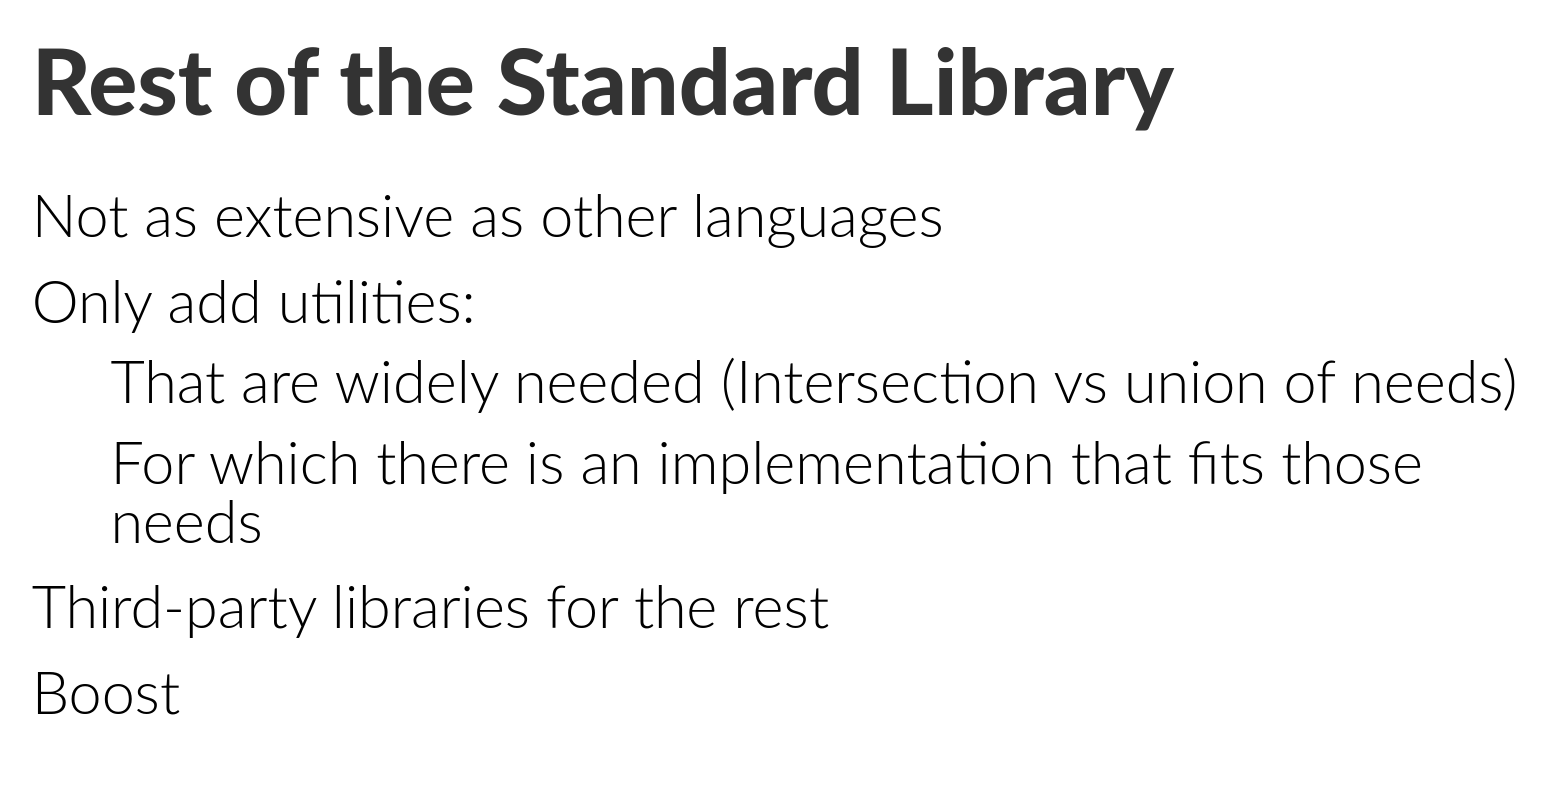 Rest of the Standard Library
Not as extensive as other languages
Only add utilities:
That are widely needed (Intersection vs union of needs)
For which there is an implementation that fits those
needs
Third-party libraries for the rest
Boost